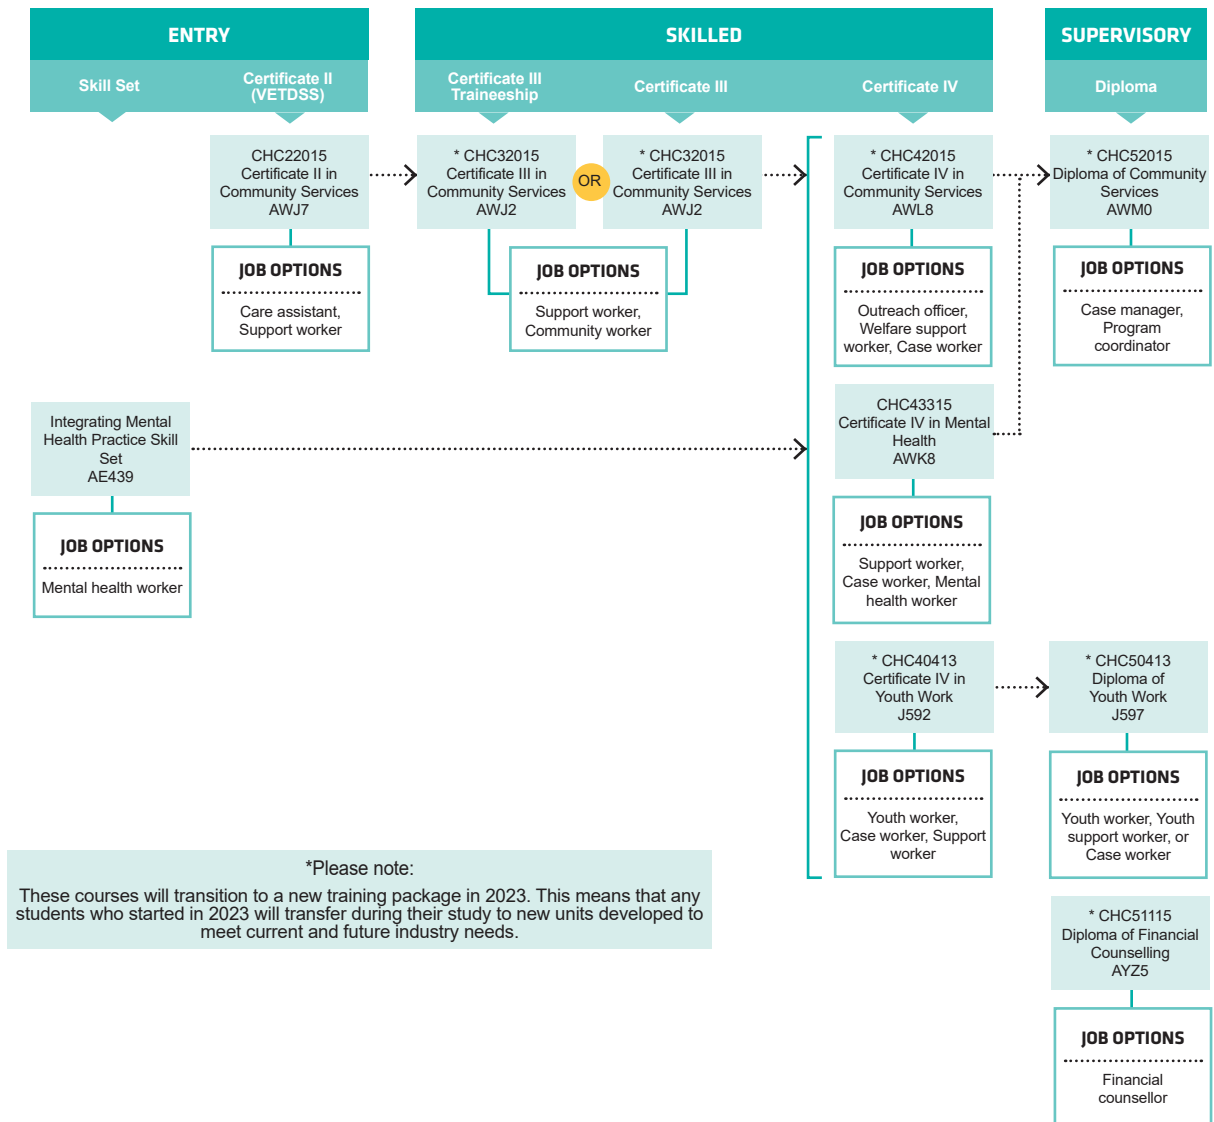 ENTRY
SKILLED
SUPERVISORY
Skill Set
Certificate II
(VETDSS)
Certificate III
Traineeship
Certificate III
Certificate IV
Diploma
CHC22015
Certificate II in
Community Services
AWJ7
* CHC32015
Certificate III in
Community Services
AWJ2
OR
* CHC32015
Certificate III in
Community Services
AWJ2
* CHC42015
Certificate IV in
Community Services
AWL8
* CHC52015
Diploma of Community
Services
AWM0
JOB OPTIONS
Care assistant,
Support worker
JOB OPTIONS
Support worker,
Community worker
JOB OPTIONS
Outreach officer,
Welfare support
worker, Case worker
JOB OPTIONS
Case manager,
Program
coordinator
Integrating Mental
Health Practice Skill
Set
AE439
CHC43315
Certificate IV in Mental
Health
AWK8
JOB OPTIONS
Mental health worker
JOB OPTIONS
Support worker,
Case worker, Mental
health worker
* CHC40413
Certificate IV in
Youth Work
J592
* CHC50413
Diploma of
Youth Work
J597
JOB OPTIONS
Youth worker,
Case worker, Support
worker
JOB OPTIONS
Youth worker, Youth
support worker, or
Case worker
*Please note:
These courses will transition to a new training package in 2023. This means that any
students who started in 2023 will transfer during their study to new units developed to
meet current and future industry needs.
* CHC51115
Diploma of Financial
Counselling
AYZ5
JOB OPTIONS
Financial
counsellor